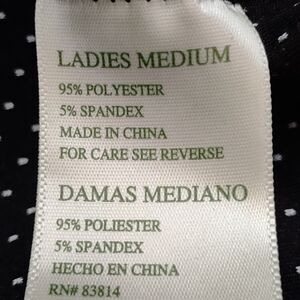 LADIES MEDIUM
95% POLYESTER
5% SPANDEX
MADE IN CHINA
FOR CARE SEE REVERSE
DAMAS MEDIANO
95% POLIESTER
5% SPANDEX
HECHO EN CHINA
RN# 83814